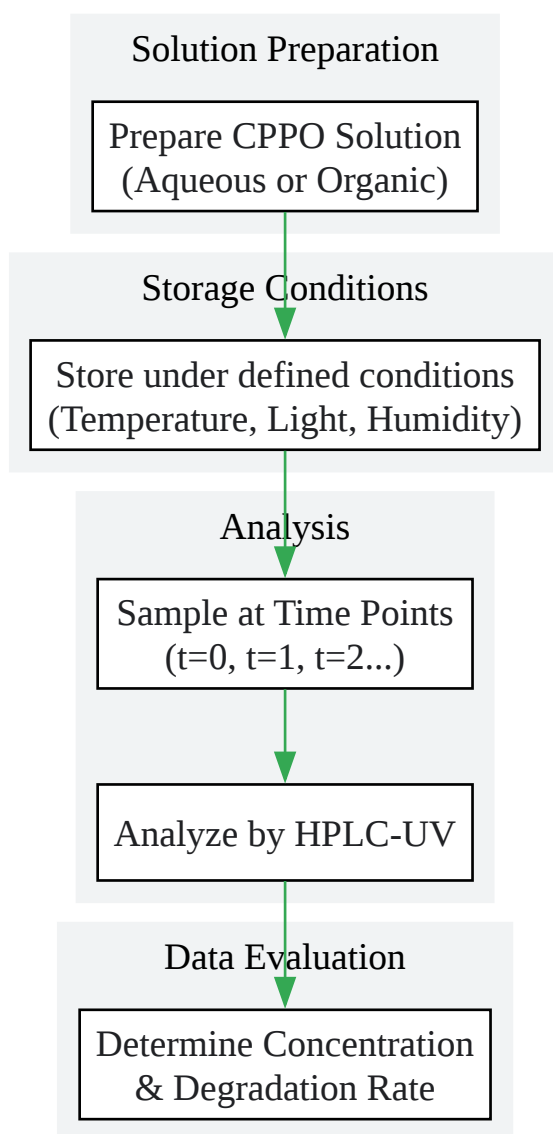 Solution Preparation
Prepare CPPO Solution
(Aqueous or Organic)
Storage Conditions
Store under defined conditions
(Temperature, Light, Humidity)
Analysis
Sample at Time Points
(t=0, t=1, t=2...)
Analyze by HPLC-UV
Data Evaluation
Determine Concentration
& Degradation Rate